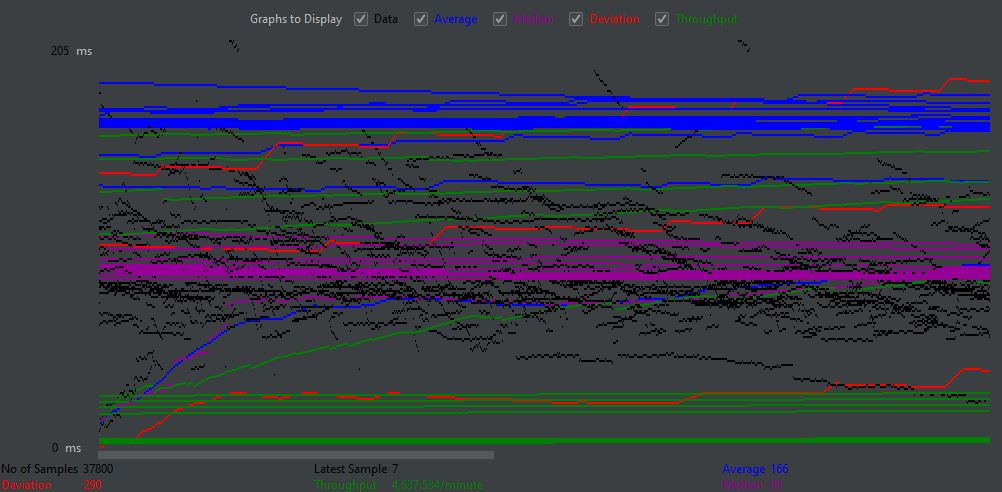 Graphs to Display Data Average Median Deviation Throughput
205 ms
0 ms
No of Samples 37800 Latest Sample 7 Average 166
Deviation 290 Throughput 4,637,534/minute Median